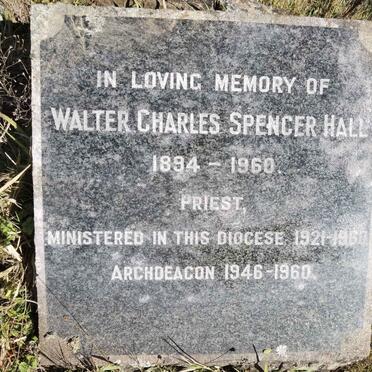 IN LOVING MEMORY OF
WALTER CHARLES SPENCER HALL
1894 – 1960.
PRIEST,
MINISTERED IN THIS DIOCESE, 1921-1960
ARCHDEACON 1946-1960.